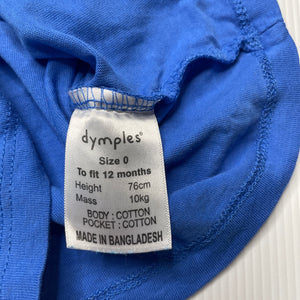 dymples®
Size 0
To fit 12 months
Height 76cm
Mass 10kg
BODY : COTTON
POCKET : COTTON
MADE IN BANGLADESH